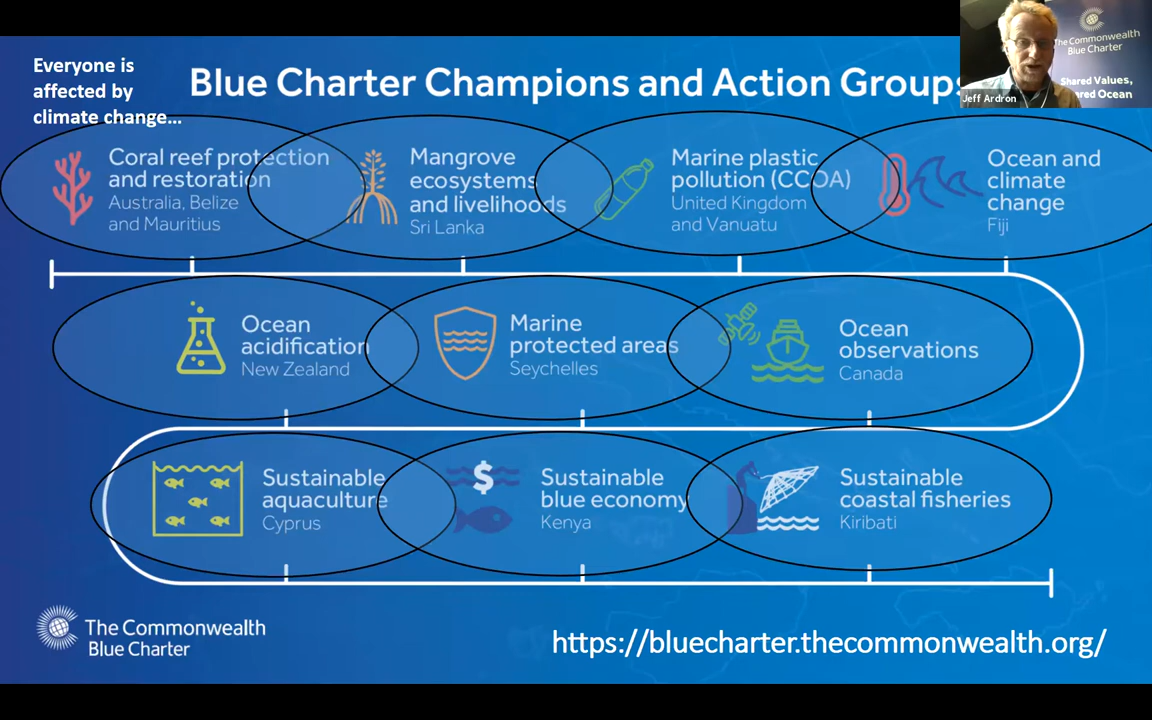 Everyone is
affected by
climate change…
Blue Charter Champions and Action Groups
The Commonwealth
Blue Charter
Shared Values,
ared Ocean
Jeff Ardron
Coral reef protection
and restoration
Australia, Belize
and Mauritius
Mangrove
ecosystems
and livelihoods
Sri Lanka
Marine plastic
pollution (CCOA)
United Kingdom
and Vanuatu
Ocean and
climate
change
Fiji
Ocean
acidification
New Zealand
Marine
protected areas
Seychelles
Ocean
observations
Canada
Sustainable
aquaculture
Cyprus
$
Sustainable
blue economy
Kenya
Sustainable
coastal fisheries
Kiribati
The Commonwealth
Blue Charter
https://bluecharter.thecommonwealth.org/